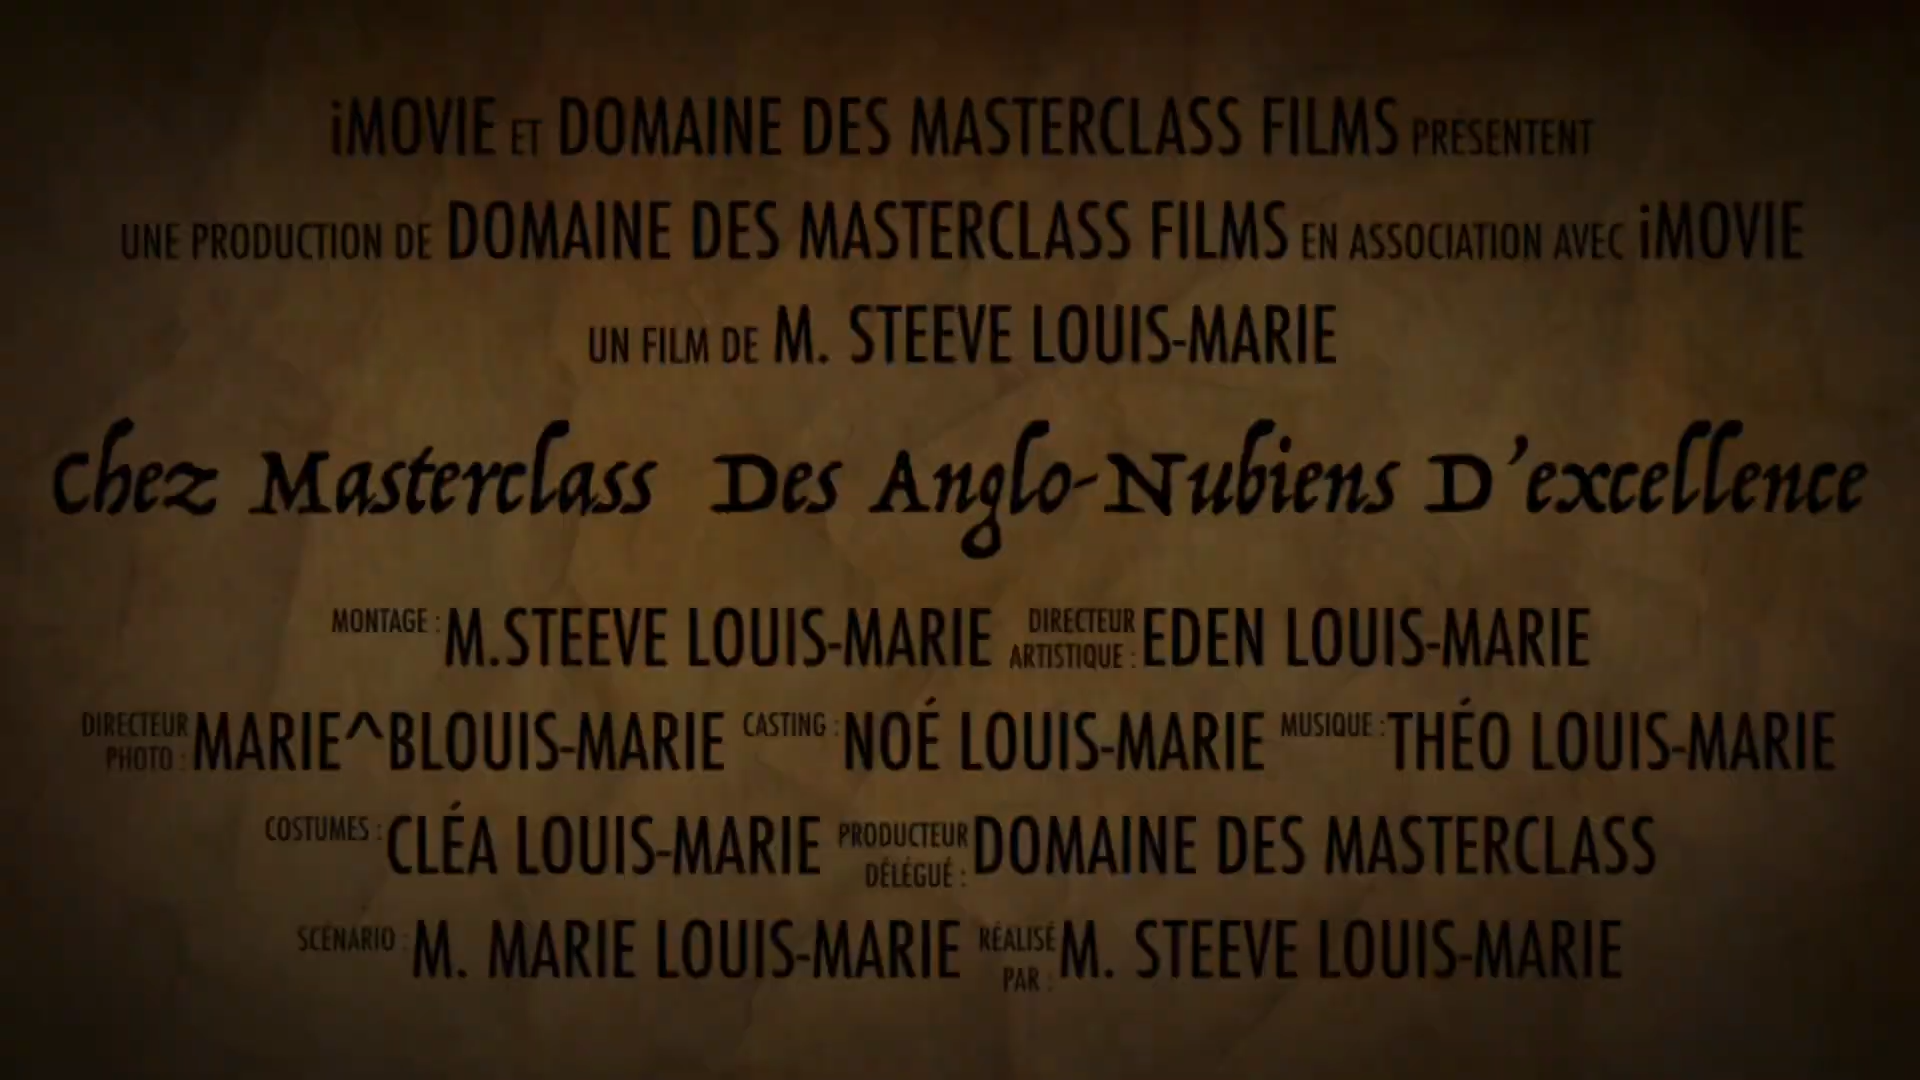 iMOVIE ET DOMAINE DES MASTERCLASS FILMS PRÉSENTENT
UNE PRODUCTION DE DOMAINE DES MASTERCLASS FILMS EN ASSOCIATION AVEC iMOVIE
UN FILM DE M. STEEVE LOUIS-MARIE
Chez Masterclass Des Anglo-Nubiens D'excellence
MONTAGE : M.STEEVE LOUIS-MARIE DIRECTEUR ARTISTIQUE : EDEN LOUIS-MARIE
DIRECTEUR PHOTO : MARIE^BLOUIS-MARIE CASTING : NOÉ LOUIS-MARIE MUSIQUE : THÉO LOUIS-MARIE
COSTUMES : CLÉA LOUIS-MARIE PRODUCTEUR DÉLÉGUÉ : DOMAINE DES MASTERCLASS
SCÉNARIO : M. MARIE LOUIS-MARIE RÉALISÉ PAR : M. STEEVE LOUIS-MARIE